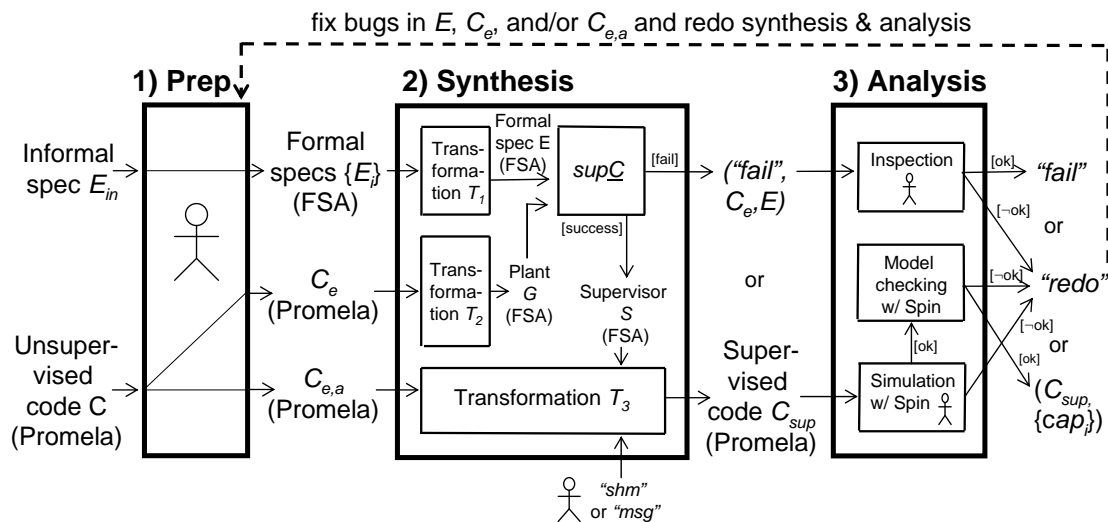 fix bugs in E, Ce, and/or Ce,a and redo synthesis & analysis
1) Prep
2) Synthesis
3) Analysis
Informal
spec Ein
Formal
specs {Ei}
(FSA)
Trans-
formation T1
Formal
spec E
(FSA)
supC
[fail]
("fail",
Ce,E)
Inspection
[ok]
"fail"
[¬ok]
or
[success]
Ce
(Promela)
Trans-
formation T2
Plant
G
(FSA)
Supervisor
S
(FSA)
or
Model
checking
w/ Spin
[¬ok]
"redo"
[¬ok]
or
[ok]
[ok]
Unsuper-
vised
code C
(Promela)
Ce,a
(Promela)
Transformation T3
Super-
vised
code Csup
(Promela)
Simulation
w/ Spin
(Csup,
{capi})
"shm"
or "msg"